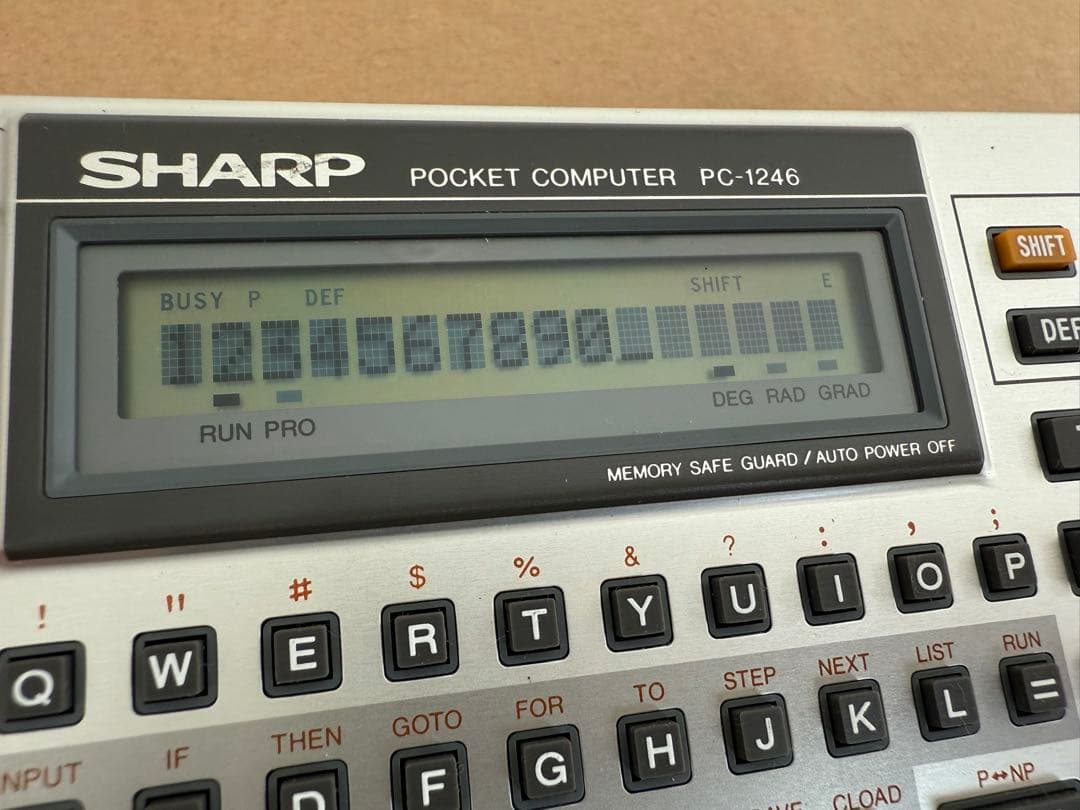 SHARP POCKET COMPUTER PC-1246
BUSY P DEF SHIFT E
1234567890_
RUN PRO DEG RAD GRAD
MEMORY SAFE GUARD / AUTO POWER OFF
SHIFT
DEF
! " # $ % & ? : , ;
Q W E R T Y U I O P
IF THEN GOTO FOR TO STEP NEXT LIST RUN
F G H J K L =
CLOAD P↔NP